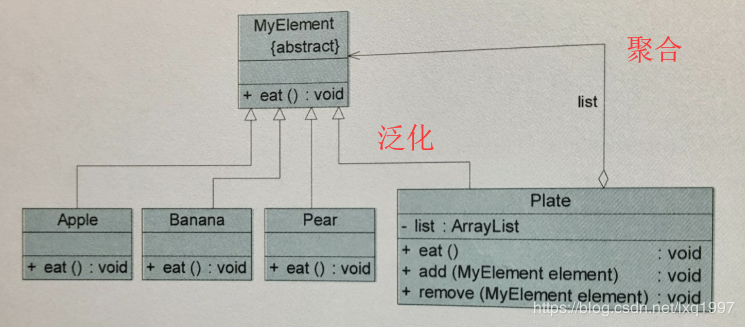 MyElement
{abstract}
+ eat () : void
聚合
list
泛化
Apple
+ eat () : void
Banana
+ eat () : void
Pear
+ eat () : void
Plate
- list : ArrayList
+ eat () : void
+ add (MyElement element) : void
+ remove (MyElement element) : void
https://blog.csdn.net/lxq1997